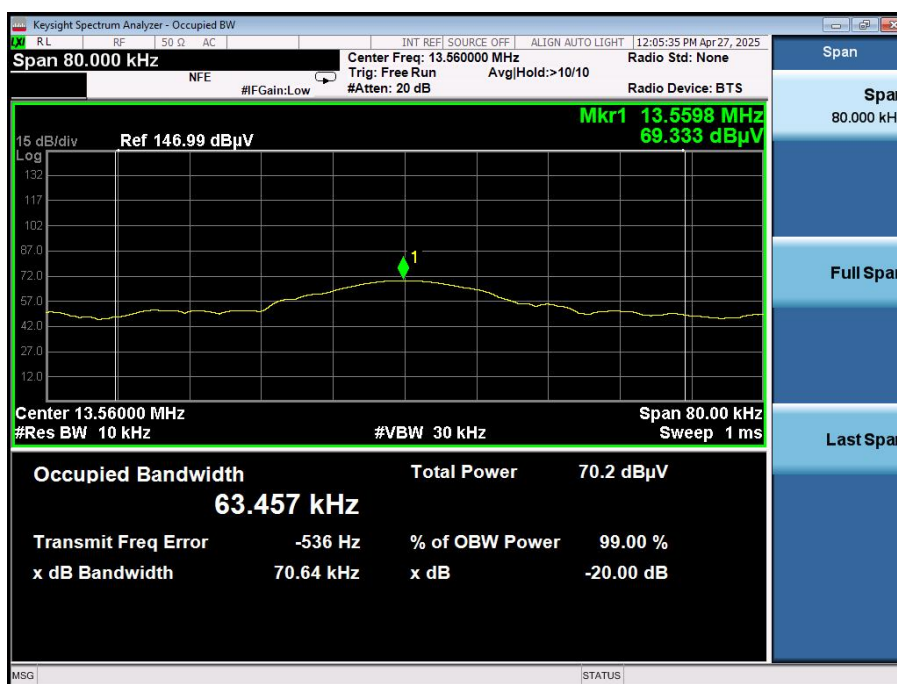 Keysight Spectrum Analyzer - Occupied BW
LXI RL RF 50 Ω AC INT REF SOURCE OFF ALIGN AUTO LIGHT 12:05:35 PM Apr 27, 2025
Span 80.000 kHz
NFE
#IFGain:Low
Center Freq: 13.560000 MHz
Trig: Free Run Avg|Hold:>10/10
#Atten: 20 dB
Radio Std: None
Radio Device: BTS
Mkr1 13.5598 MHz
69.333 dBµV
15 dB/div Ref 146.99 dBµV
Log
132
117
102
87.0
72.0
57.0
42.0
27.0
12.0
1
Center 13.56000 MHz Span 80.00 kHz
#Res BW 10 kHz #VBW 30 kHz Sweep 1 ms
Occupied Bandwidth Total Power 70.2 dBµV
63.457 kHz
Transmit Freq Error -536 Hz % of OBW Power 99.00 %
x dB Bandwidth 70.64 kHz x dB -20.00 dB
MSG STATUS
Span
Span
80.000 kH
Full Spa
Last Spa